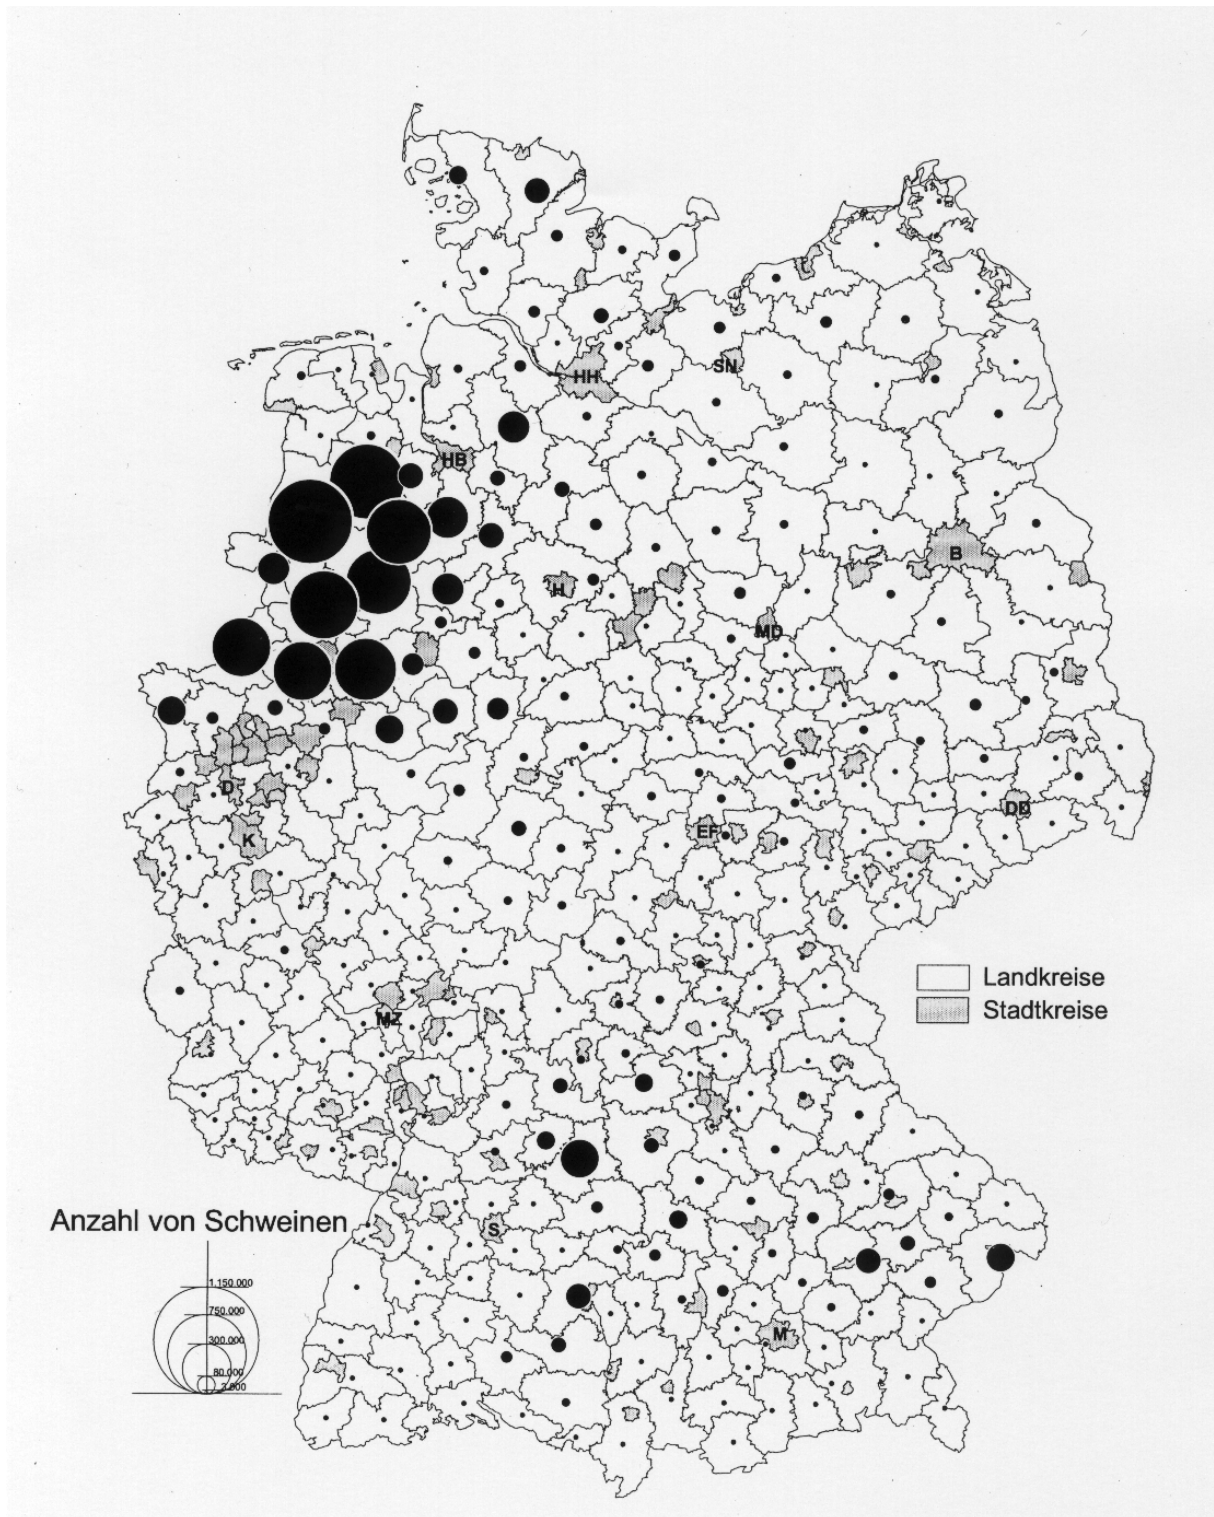 HH
SN
HB
B
H
MD
D
DD
K
EF
Landkreise
Stadtkreise
MZ
Anzahl von Schweinen
S
1.150.000
750.000
300.000
80.000
2.000
M